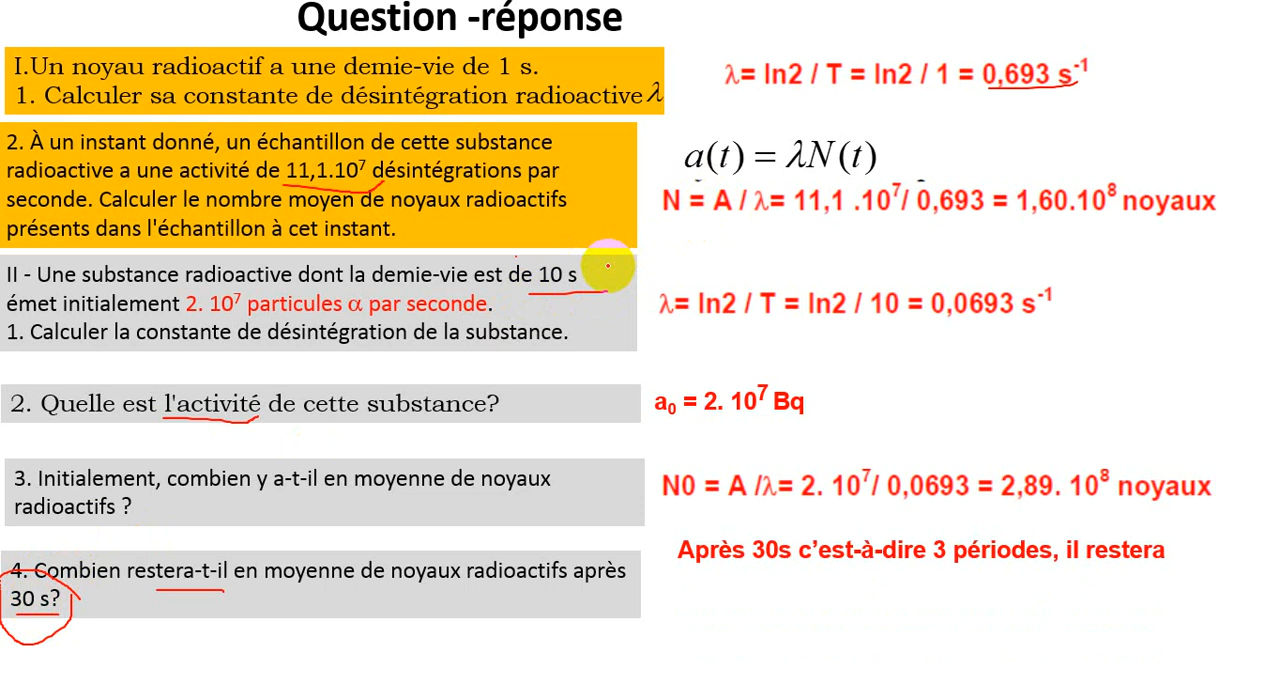 Question -réponse
I.Un noyau radioactif a une demie-vie de 1 s.
1. Calculer sa constante de désintégration radioactive λ
λ= ln2 / T = ln2 / 1 = 0,693 s⁻¹
2. À un instant donné, un échantillon de cette substance
radioactive a une activité de 11,1.10⁷ désintégrations par
seconde. Calculer le nombre moyen de noyaux radioactifs
présents dans l'échantillon à cet instant.
a(t) = λN(t)
N = A / λ= 11,1 .10⁷/ 0,693 = 1,60.10⁸ noyaux
II - Une substance radioactive dont la demie-vie est de 10 s
émet initialement 2. 10⁷ particules α par seconde.
1. Calculer la constante de désintégration de la substance.
λ= ln2 / T = ln2 / 10 = 0,0693 s⁻¹
2. Quelle est l'activité de cette substance?
a₀ = 2. 10⁷ Bq
3. Initialement, combien y a-t-il en moyenne de noyaux
radioactifs ?
N0 = A /λ= 2. 10⁷/ 0,0693 = 2,89. 10⁸ noyaux
4. Combien restera-t-il en moyenne de noyaux radioactifs après
30 s?
Après 30s c’est-à-dire 3 périodes, il restera